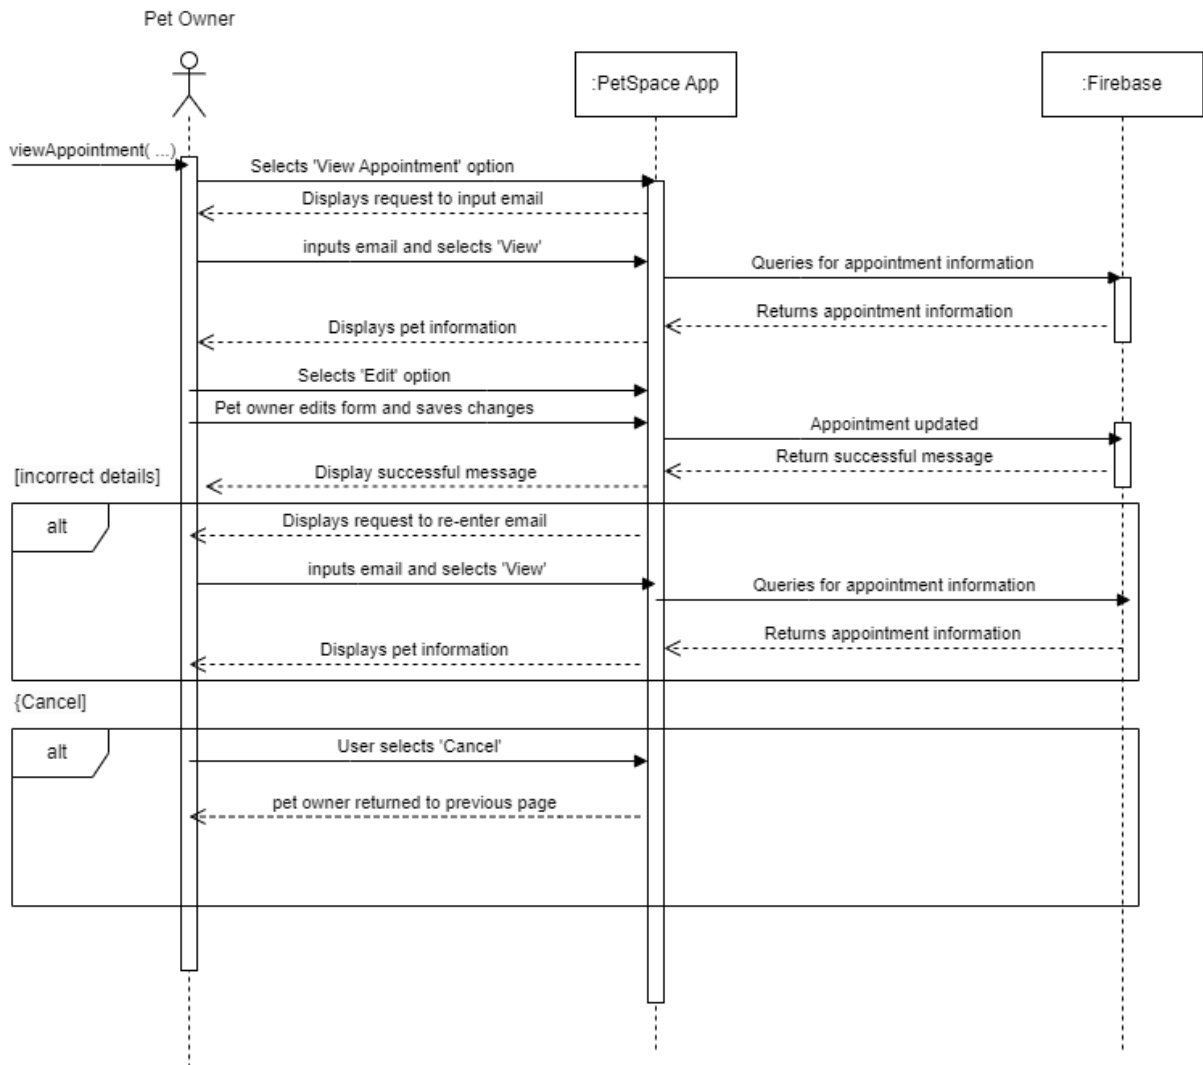 Pet Owner
:PetSpace App
:Firebase
viewAppointment( ...)
Selects 'View Appointment' option
Displays request to input email
inputs email and selects 'View'
Queries for appointment information
Returns appointment information
Displays pet information
Selects 'Edit' option
Pet owner edits form and saves changes
Appointment updated
Return successful message
Display successful message
[incorrect details]
alt
Displays request to re-enter email
inputs email and selects 'View'
Queries for appointment information
Returns appointment information
Displays pet information
{Cancel]
alt
User selects 'Cancel'
pet owner returned to previous page